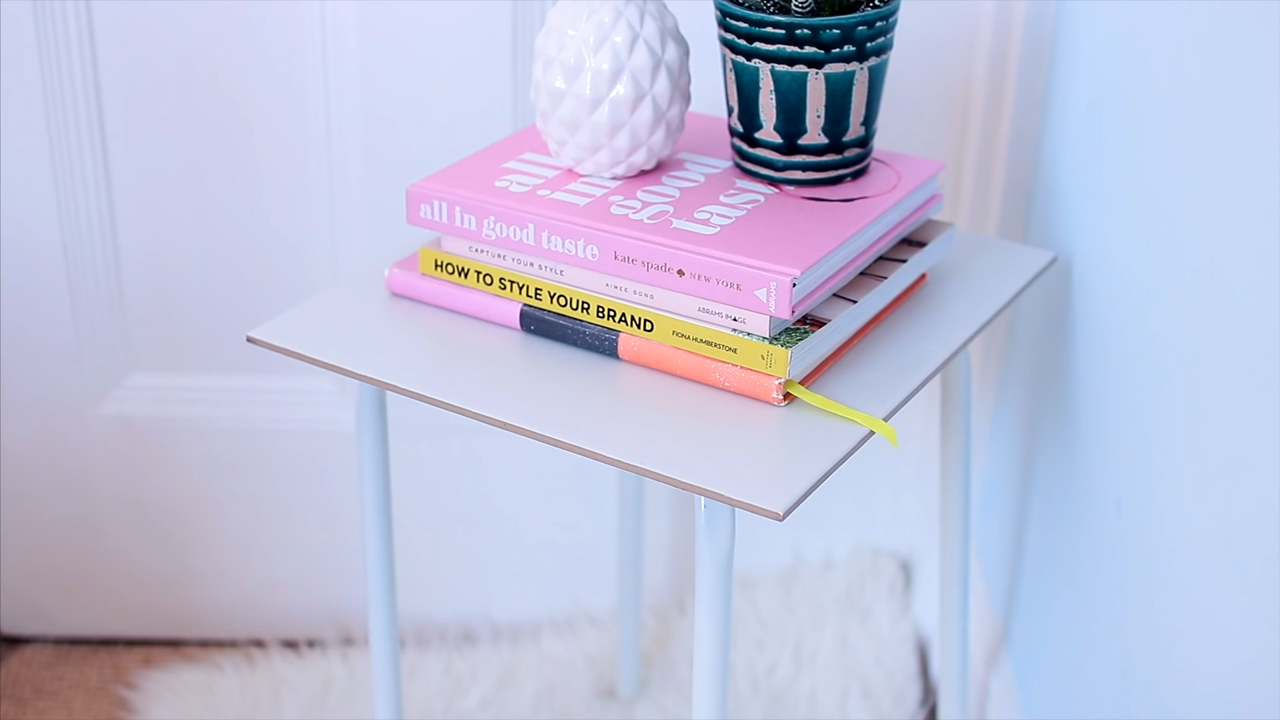 all
in
good
taste
all in good taste kate spade NEW YORK ABRAMS
CAPTURE YOUR STYLE AIMEE SONG ABRAMS IMAGE
HOW TO STYLE YOUR BRAND FIONA HUMBERSTONE